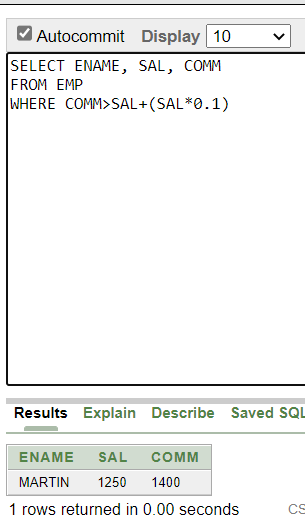 Autocommit Display 10
SELECT ENAME, SAL, COMM
FROM EMP
WHERE COMM>SAL+(SAL*0.1)
Results Explain Describe Saved SQL
ENAME SAL COMM
MARTIN 1250 1400
1 rows returned in 0.00 seconds CS